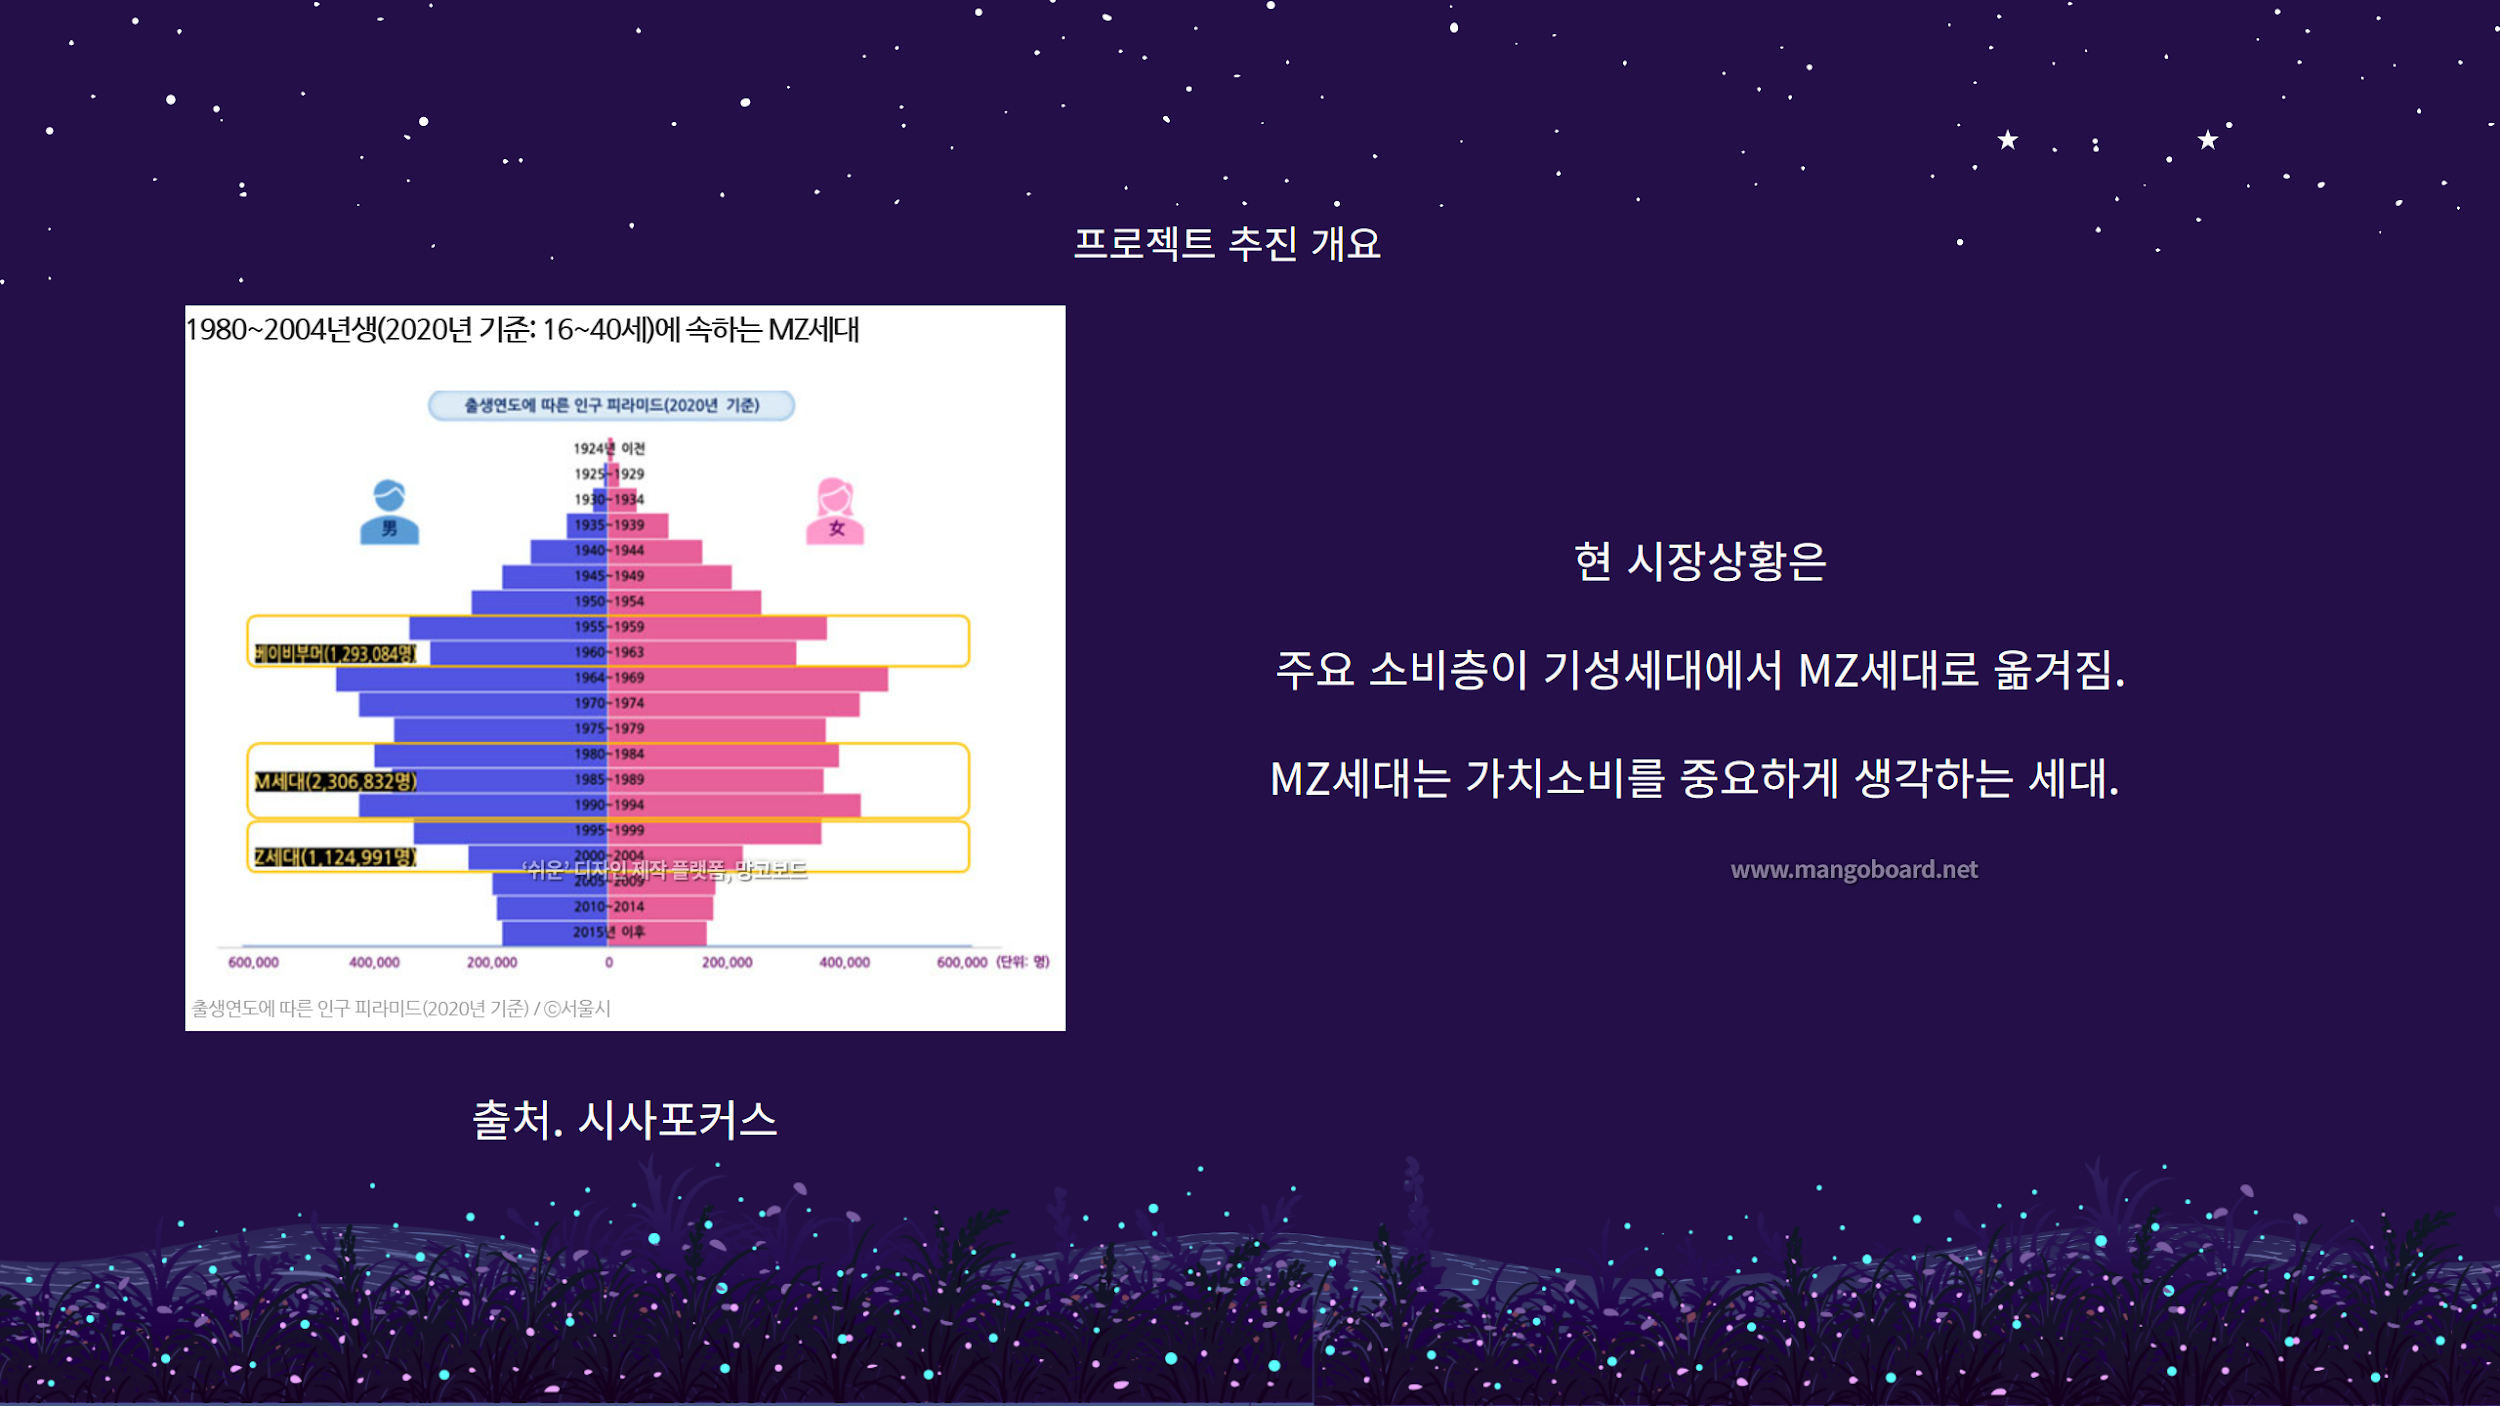 프로젝트 추진 개요
1980~2004년생(2020년 기준: 16~40세)에 속하는 MZ세대
출생연도에 따른 인구 피라미드(2020년 기준)
男
女
1924년 이전
1925~1929
1930~1934
1935~1939
1940~1944
1945~1949
1950~1954
1955~1959
베이비부머(1,293,084명)
1960~1963
1964~1969
1970~1974
1975~1979
1980~1984
M세대(2,306,832명)
1985~1989
1990~1994
1995~1999
Z세대(1,124,991명)
2000~2004
'쉬운' 디자인 제작 플랫폼, 망고보드
2005~2009
2010~2014
2015년 이후
600,000 400,000 200,000 0 200,000 400,000 600,000 (단위: 명)
출생연도에 따른 인구 피라미드(2020년 기준) / ⓒ서울시
출처. 시사포커스
현 시장상황은
주요 소비층이 기성세대에서 MZ세대로 옮겨짐.
MZ세대는 가치소비를 중요하게 생각하는 세대.
www.mangoboard.net